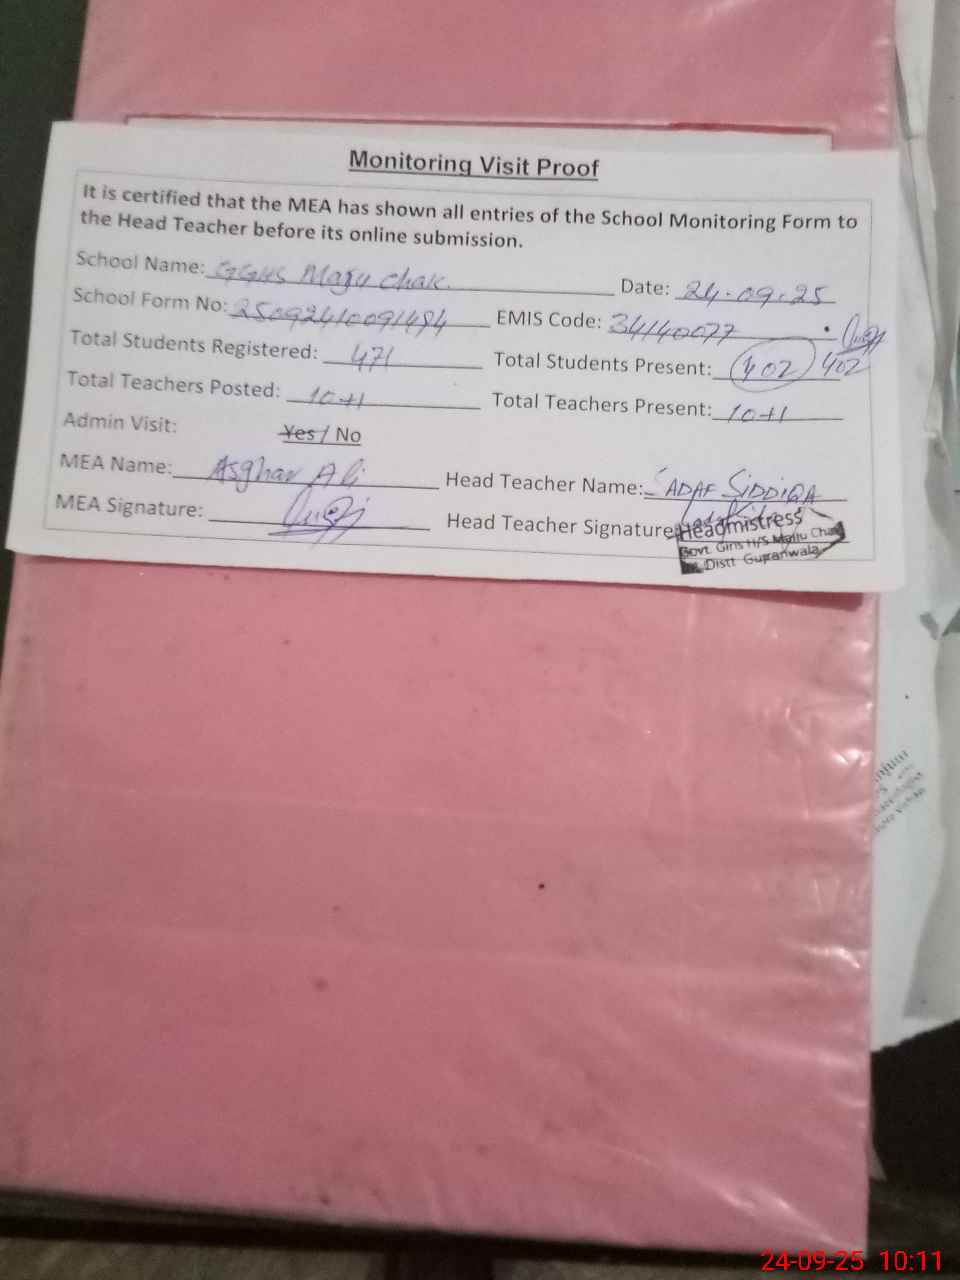 Monitoring Visit Proof
It is certified that the MEA has shown all entries of the School Monitoring Form to
the Head Teacher before its online submission.
School Name: GGHS Maju Chak. Date: 24.09.25
School Form No: 25092410091484 EMIS Code: 34140077
Total Students Registered: 471 Total Students Present: 402 402
Total Teachers Posted: 10+1 Total Teachers Present: 10+1
Admin Visit: Yes / No
MEA Name: Asghar Ali Head Teacher Name: SADAF SIDDIQA
MEA Signature: Head Teacher Signature
Headmistress
Govt. Girls H/S Maju Chak
Distt Gujranwala
24-09-25 10:11